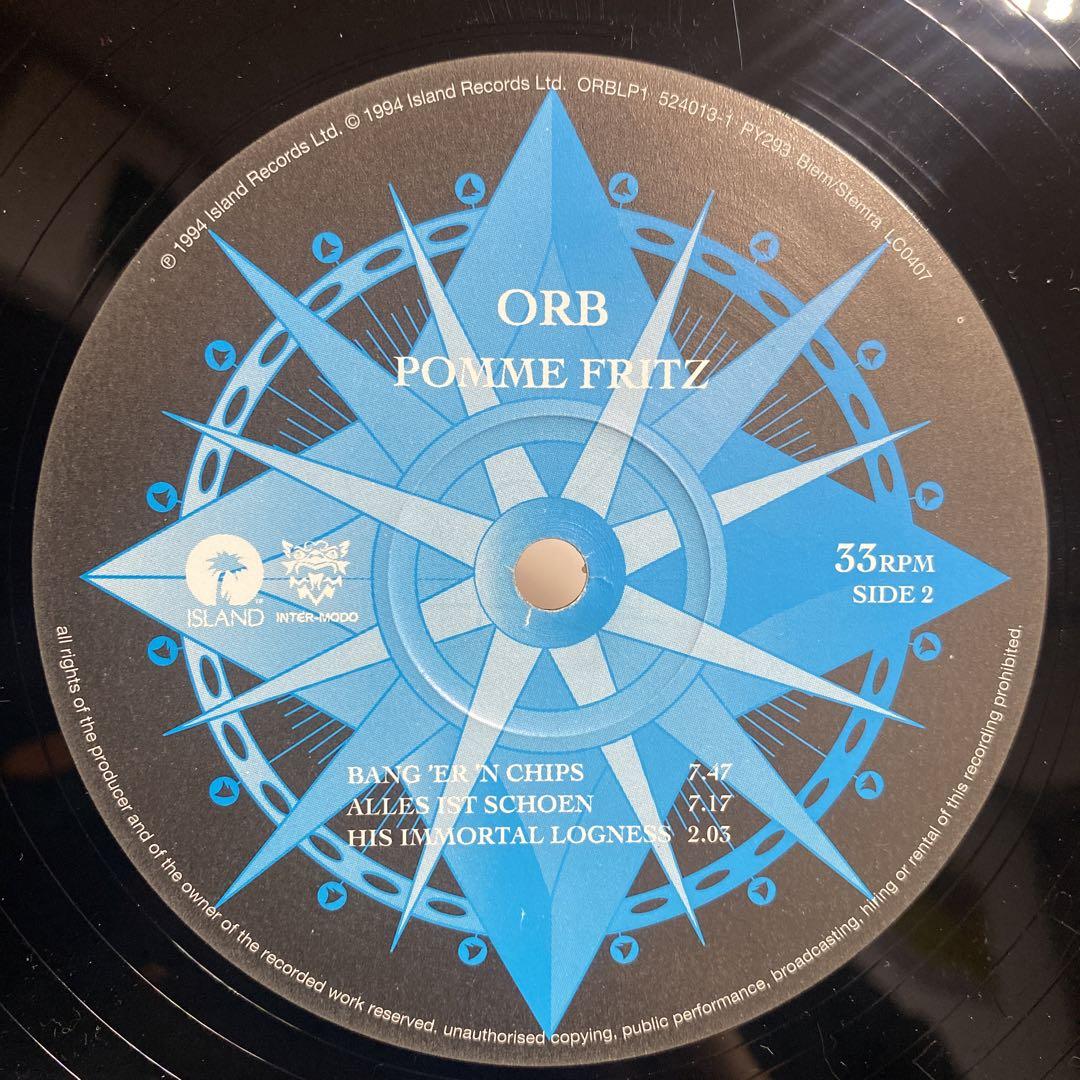 ℗ 1994 Island Records Ltd. © 1994 Island Records Ltd. ORBLP1 524013-1 PY293 Biem/Stemra LC0407
ORB
POMME FRITZ
ISLAND™
INTER-MODO
33RPM
SIDE 2
BANG 'ER 'N CHIPS 7.47
ALLES IST SCHOEN 7.17
HIS IMMORTAL LOGNESS 2.03
all rights of the producer and of the owner of the recorded work reserved, unauthorised copying, public performance, broadcasting, hiring or rental of this recording prohibited.